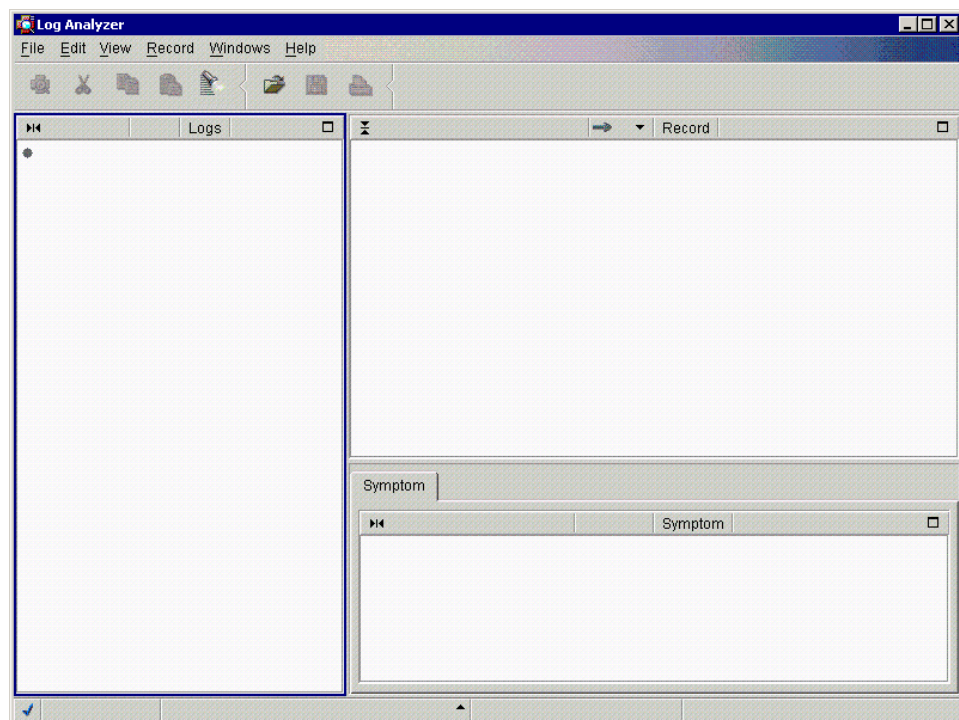 Log Analyzer
File Edit View Record Windows Help
Logs
Record
Symptom
Symptom